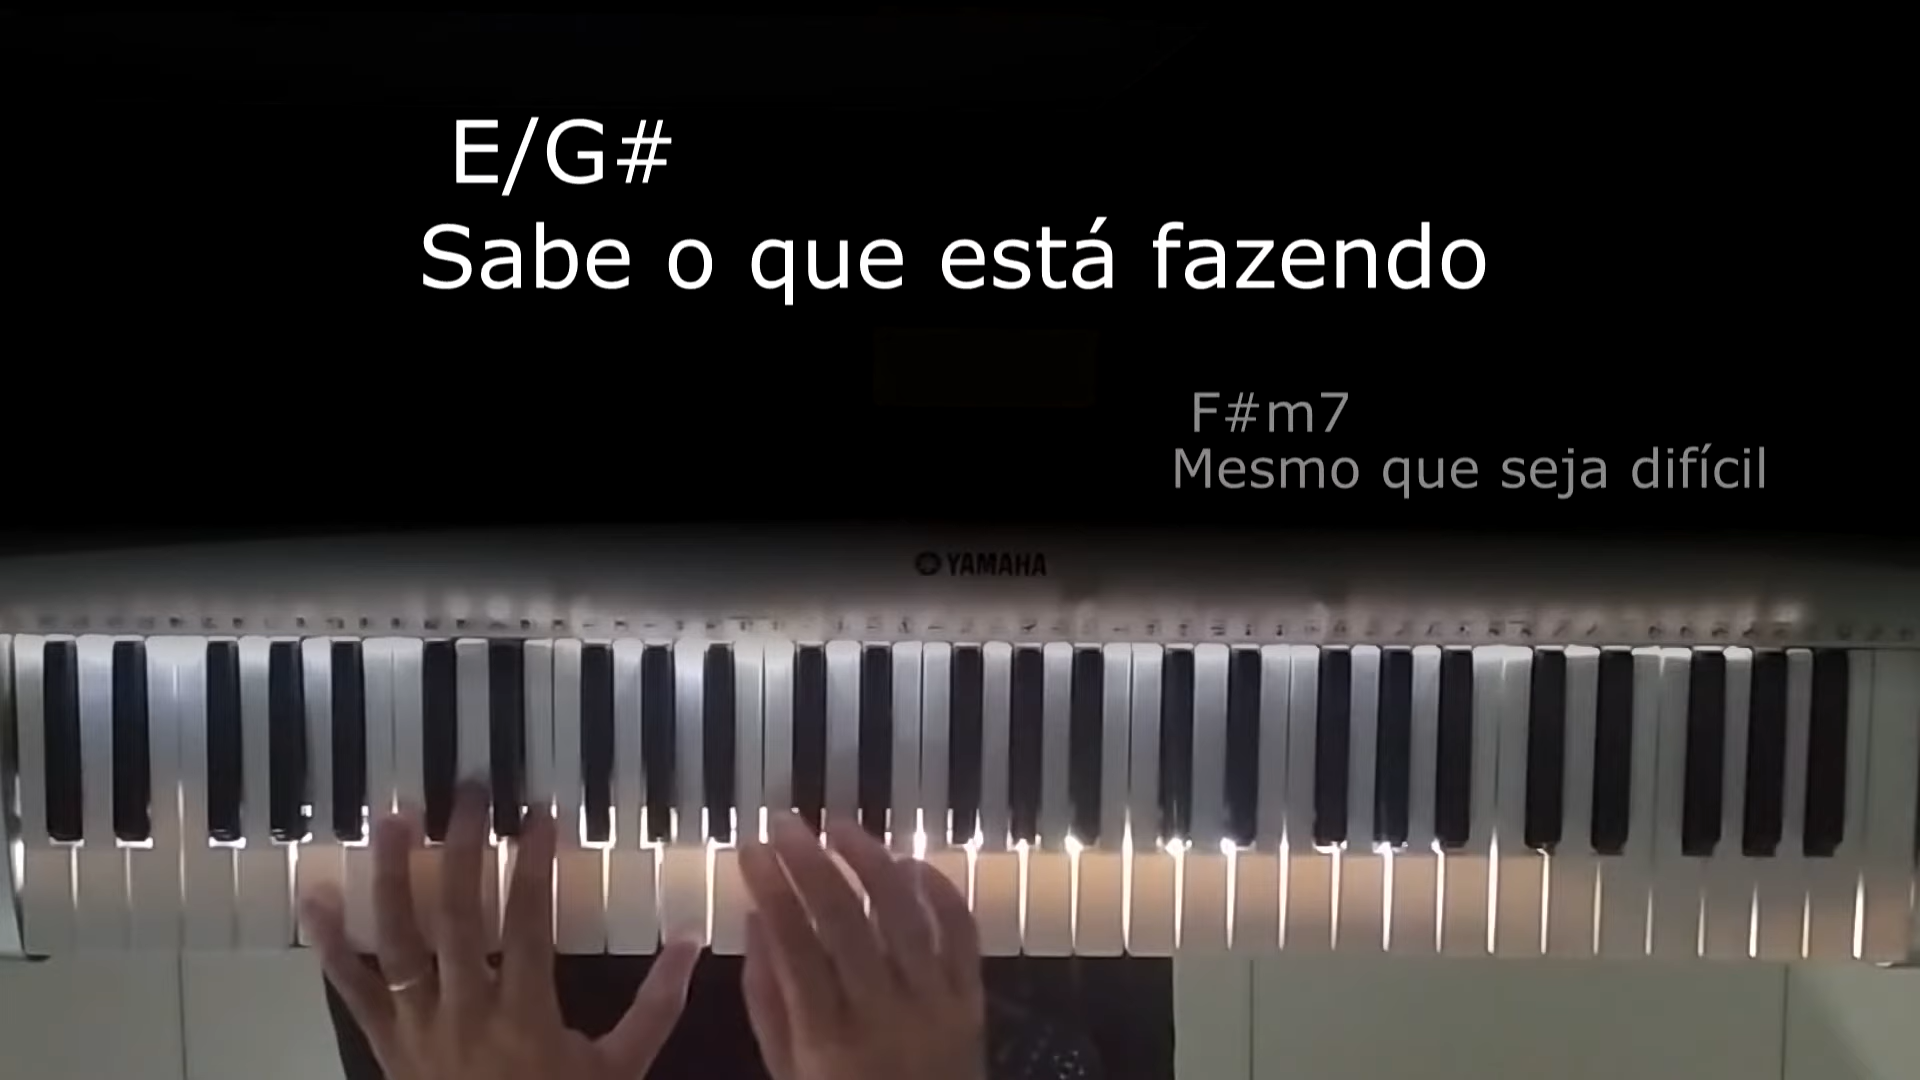 E/G#
Sabe o que está fazendo
F#m7
Mesmo que seja difícil
YAMAHA